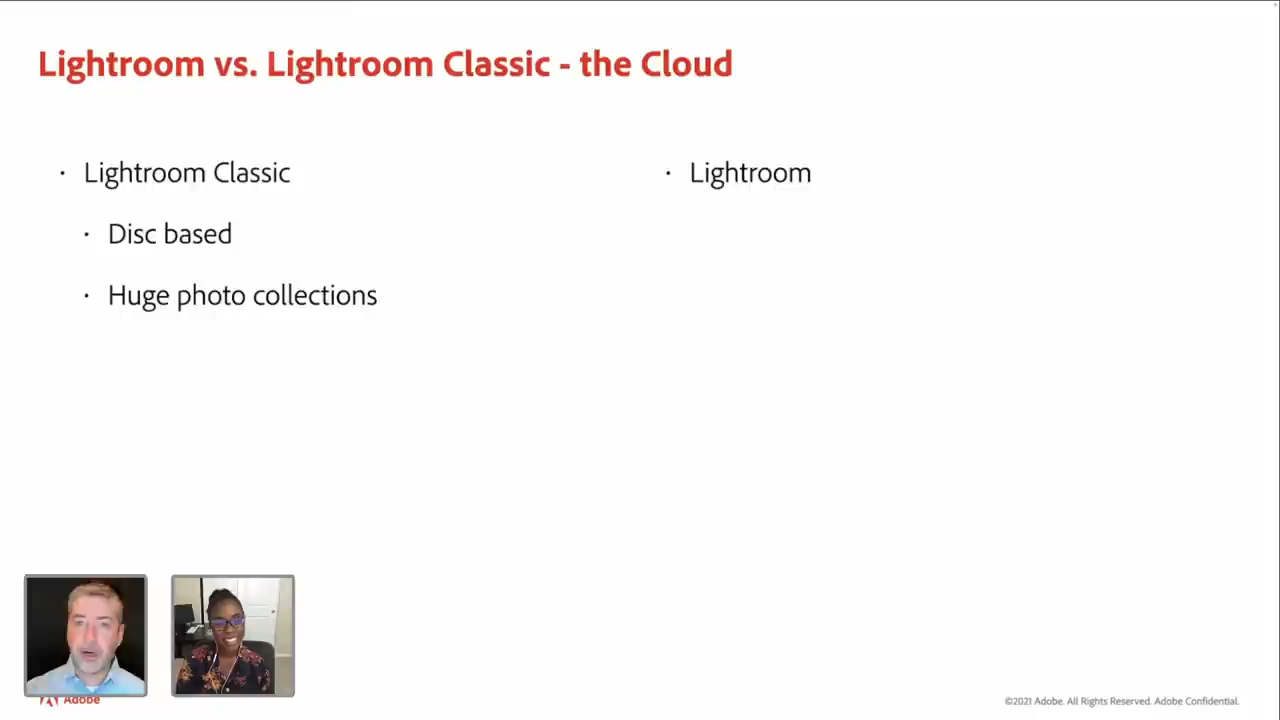 Lightroom vs. Lightroom Classic - the Cloud
· Lightroom Classic
· Disc based
· Huge photo collections
· Lightroom
Adobe
©2021 Adobe. All Rights Reserved. Adobe Confidential.